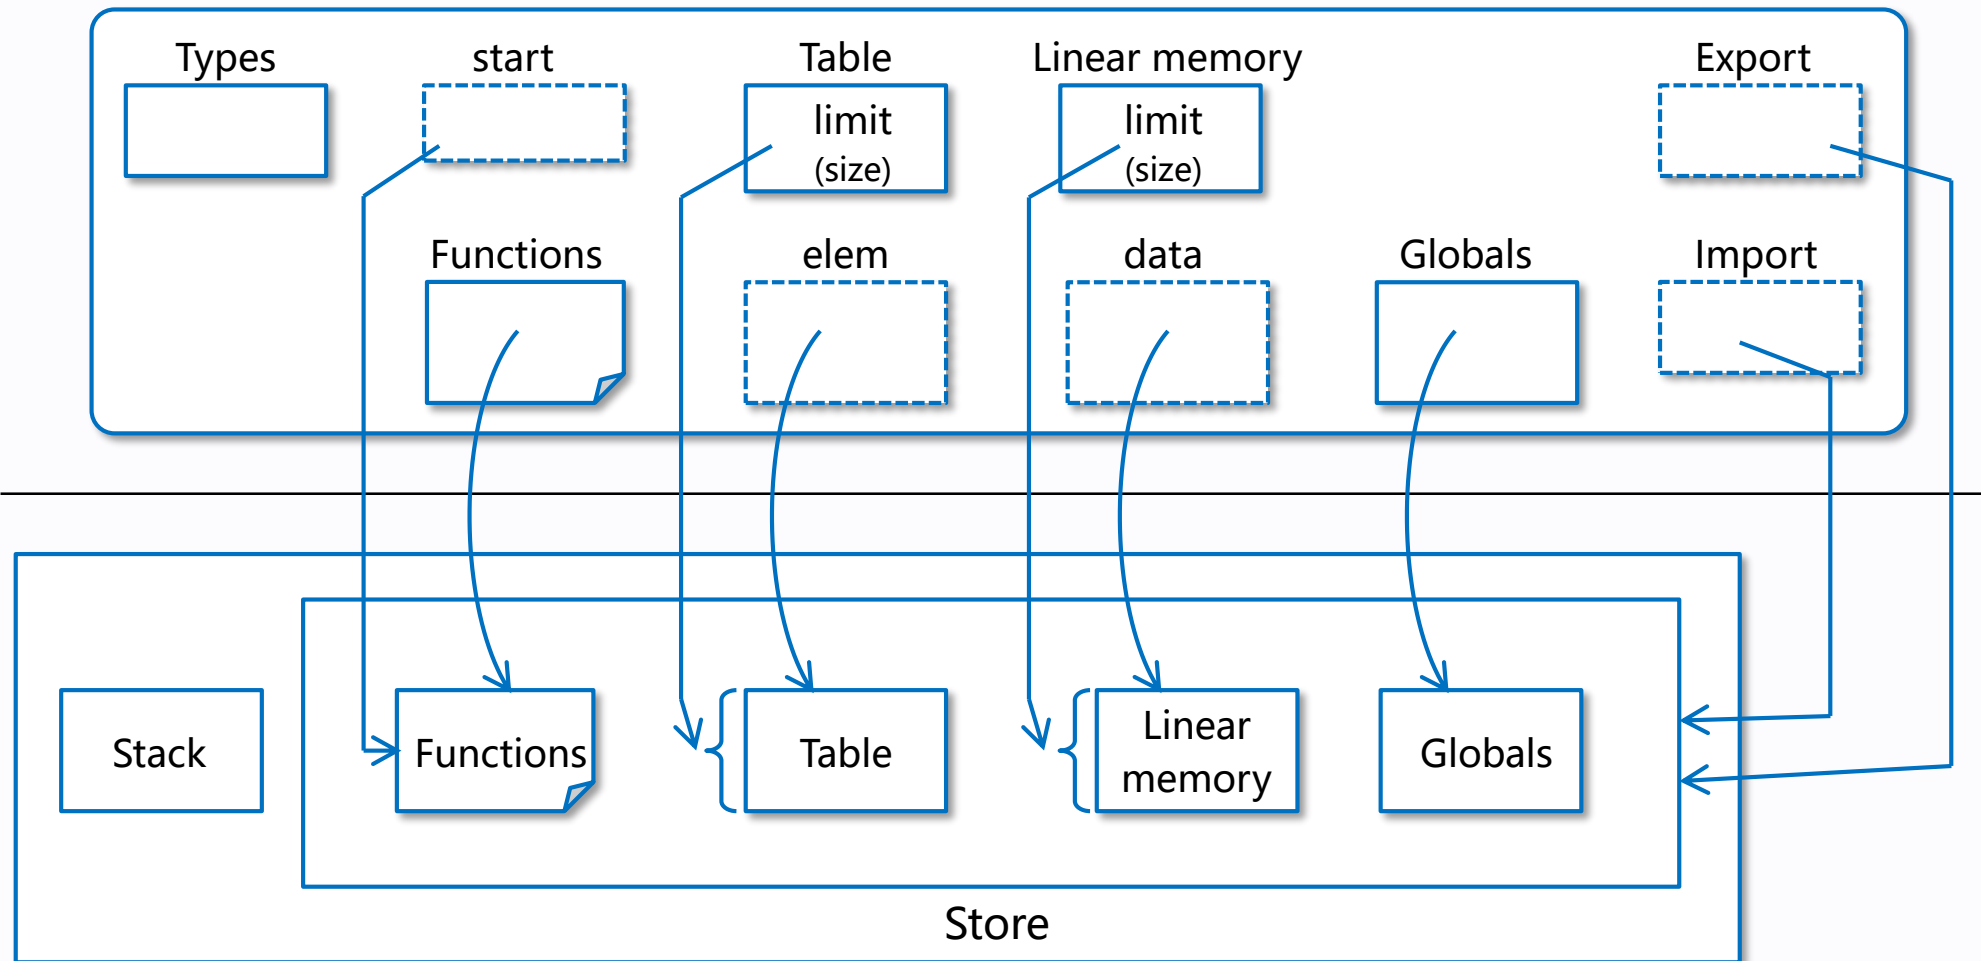 Types
start
Table
Linear memory
Export
limit
(size)
limit
(size)
Functions
elem
data
Globals
Import
Stack
Functions
Table
Linear
memory
Globals
Store